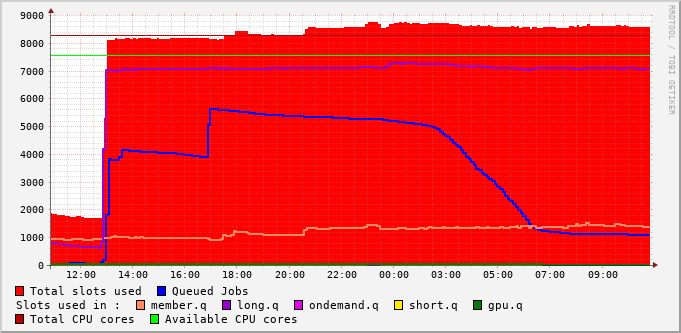 9000
8000
7000
6000
5000
4000
3000
2000
1000
0
12:00 14:00 16:00 18:00 20:00 22:00 00:00 03:00 05:00 07:00 09:00
RRDTOOL / TOBI OETIKER
Total slots used Queued Jobs
Slots used in : member.q long.q ondemand.q short.q gpu.q
Total CPU cores Available CPU cores